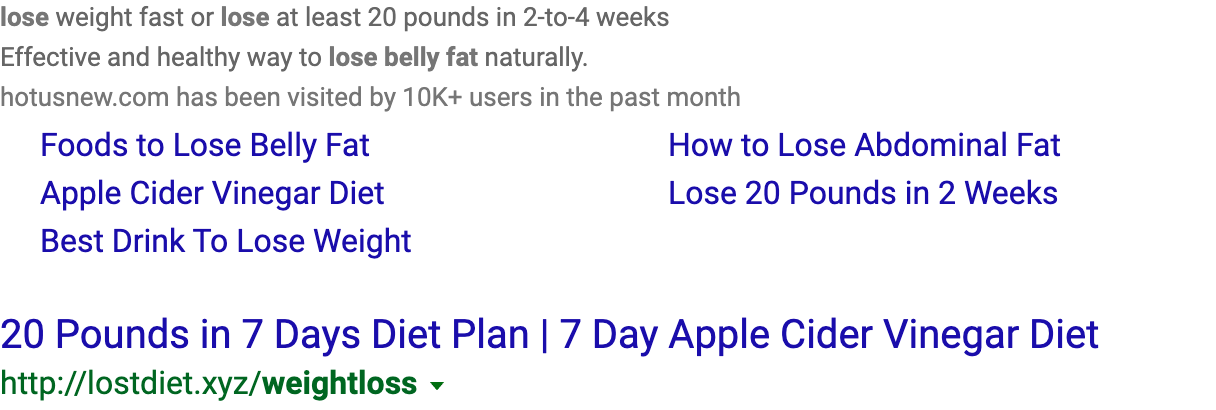 lose weight fast or lose at least 20 pounds in 2-to-4 weeks
Effective and healthy way to lose belly fat naturally.
hotusnew.com has been visited by 10K+ users in the past month
Foods to Lose Belly Fat
How to Lose Abdominal Fat
Apple Cider Vinegar Diet
Lose 20 Pounds in 2 Weeks
Best Drink To Lose Weight
20 Pounds in 7 Days Diet Plan | 7 Day Apple Cider Vinegar Diet
http://lostdiet.xyz/weightloss